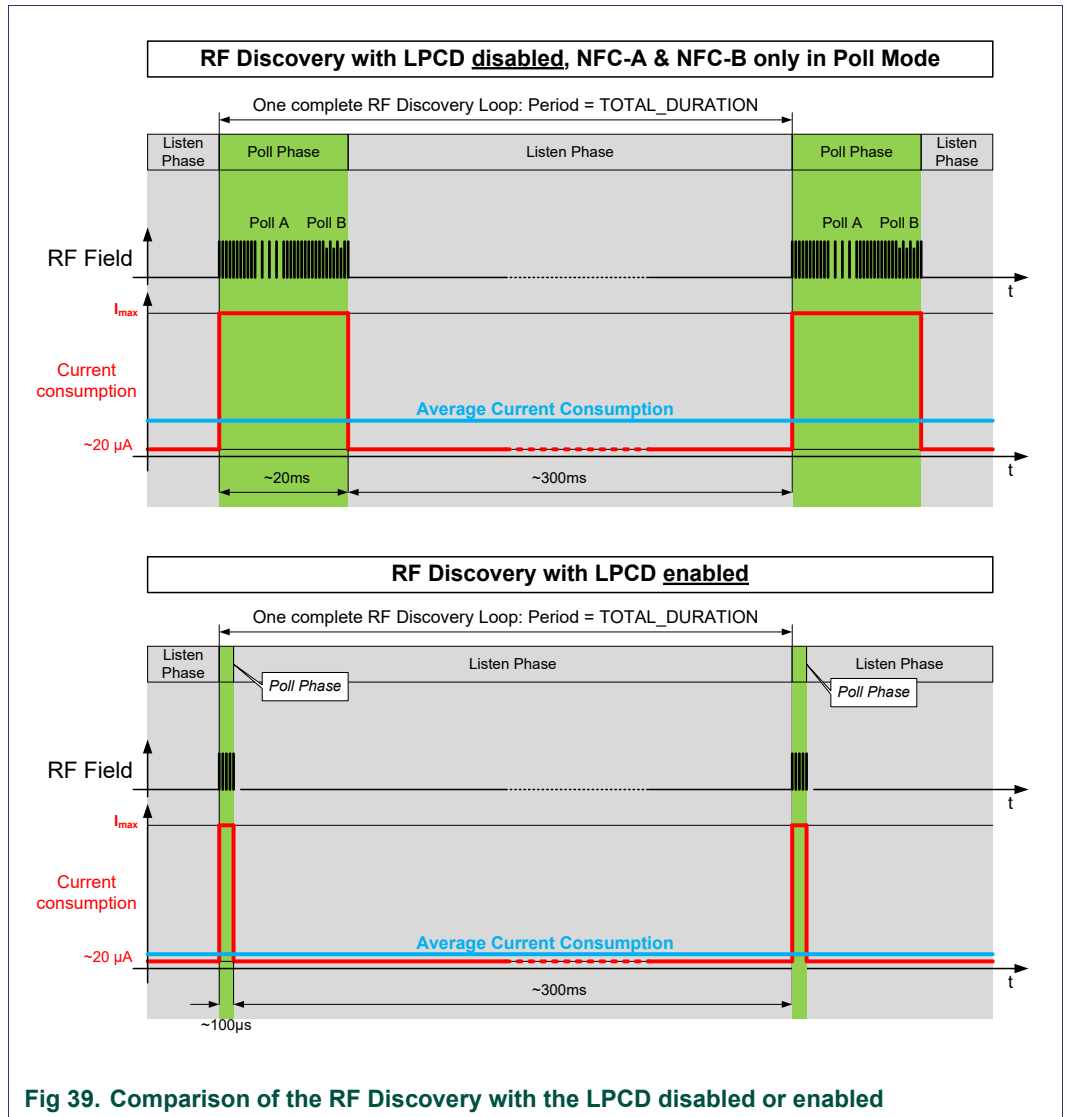 RF Discovery with LPCD disabled, NFC-A & NFC-B only in Poll Mode
One complete RF Discovery Loop: Period = TOTAL_DURATION
Listen
Phase
Poll Phase
Listen Phase
Poll Phase
Listen
Phase
Poll A
Poll B
Poll A
Poll B
RF Field
t
Imax
Current
consumption
Average Current Consumption
~20 µA
t
~20ms
~300ms
RF Discovery with LPCD enabled
One complete RF Discovery Loop: Period = TOTAL_DURATION
Listen
Phase
Listen Phase
Listen Phase
Poll Phase
Poll Phase
RF Field
t
Imax
Current
consumption
Average Current Consumption
~20 µA
t
~300ms
~100µs
Fig 39. Comparison of the RF Discovery with the LPCD disabled or enabled